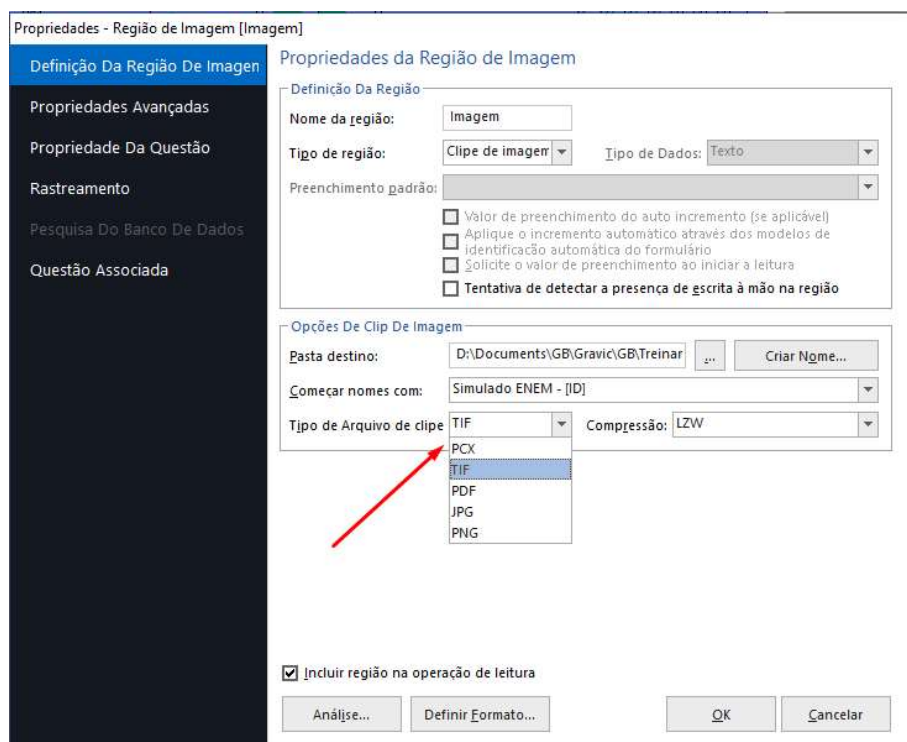 Propriedades - Região de Imagem [Imagem]
Definição Da Região De Imagen
Propriedades Avançadas
Propriedade Da Questão
Rastreamento
Pesquisa Do Banco De Dados
Questão Associada
Propriedades da Região de Imagem
Definição Da Região
Nome da região: Imagem
Tipo de região: Clipe de imagem Tipo de Dados: Texto
Preenchimento padrão:
Valor de preenchimento do auto incremento (se aplicável)
Aplique o incremento automático através dos modelos de
identificação automática do formulário
Solicite o valor de preenchimento ao iniciar a leitura
Tentativa de detectar a presença de escrita à mão na região
Opções De Clip De Imagem
Pasta destino: D:\Documents\GB\Gravic\GB\Treinar ... Criar Nome...
Começar nomes com: Simulado ENEM - [ID]
Tipo de Arquivo de clipe TIF Compressão: LZW
PCX
TIF
PDF
JPG
PNG
Incluir região na operação de leitura
Análise... Definir Formato... OK Cancelar